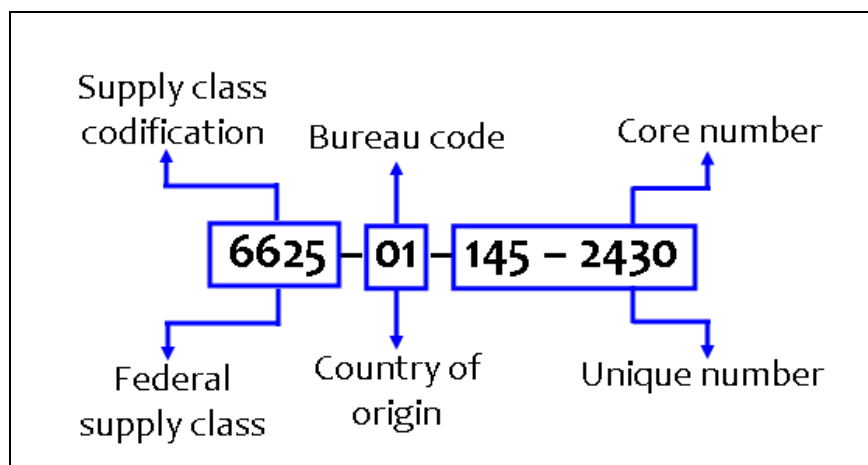 Supply class
codification
Bureau code
Core number
6625 – 01 – 145 – 2430
Federal
supply class
Country of
origin
Unique number